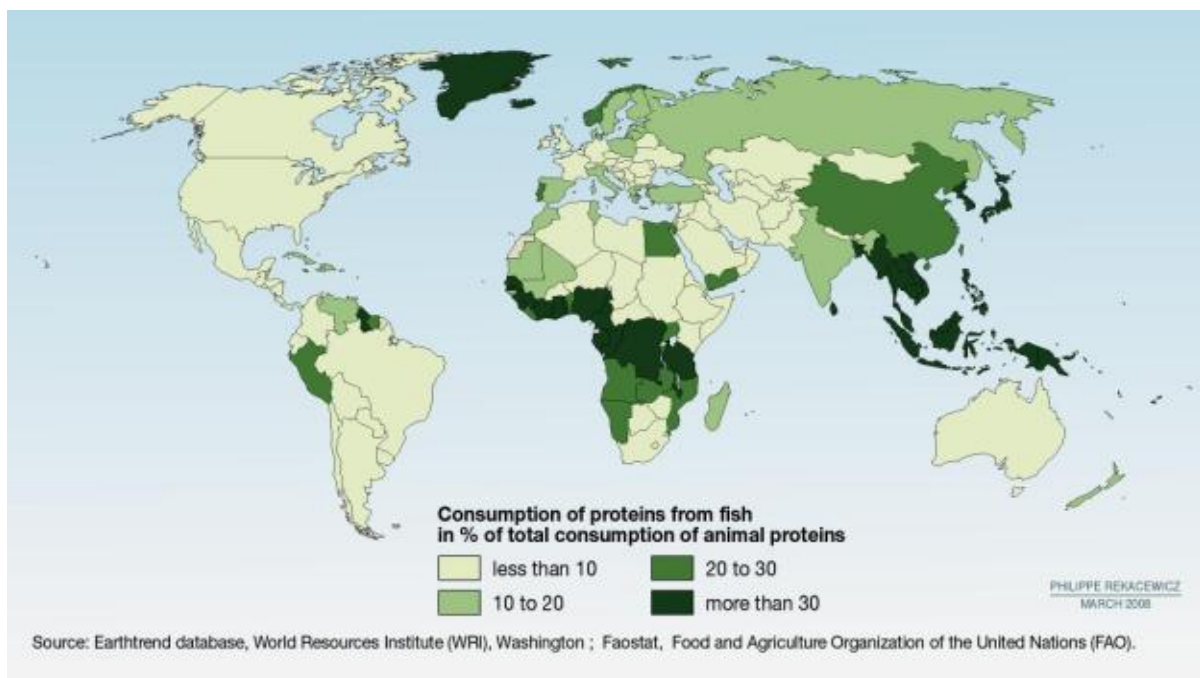 Consumption of proteins from fish
in % of total consumption of animal proteins
less than 10
20 to 30
10 to 20
more than 30
PHILIPPE REKACEWICZ
MARCH 2008
Source: Earthtrend database, World Resources Institute (WRI), Washington ; Faostat, Food and Agriculture Organization of the United Nations (FAO).